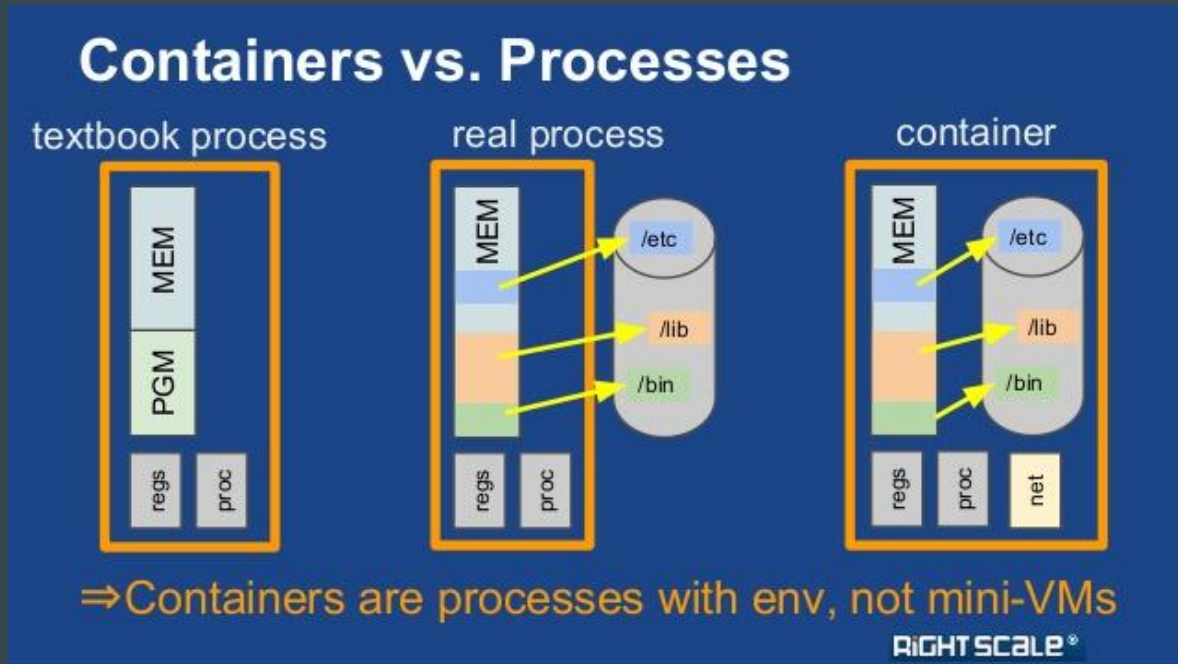 Containers vs. Processes
textbook process
MEM
PGM
regs
proc
real process
MEM
/etc
/lib
/bin
regs
proc
container
MEM
/etc
/lib
/bin
regs
proc
net
⇒Containers are processes with env, not mini-VMs
RIGHTSCALE®